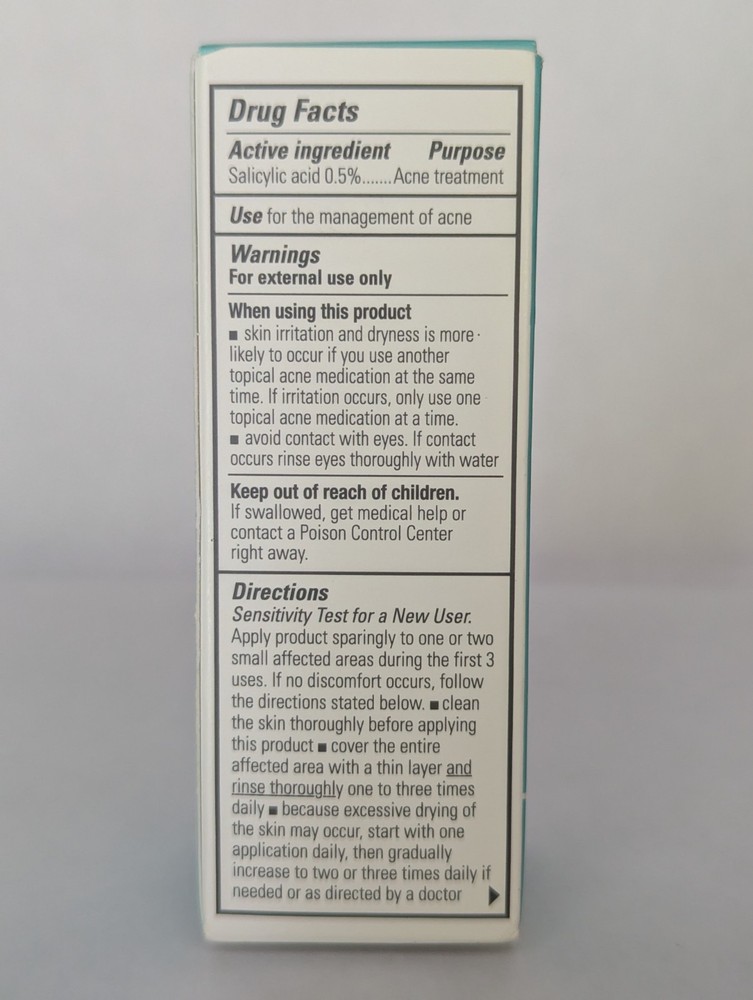 Drug Facts
Active ingredient Purpose
Salicylic acid 0.5%.......Acne treatment
Use for the management of acne
Warnings
For external use only
When using this product
■ skin irritation and dryness is more
likely to occur if you use another
topical acne medication at the same
time. If irritation occurs, only use one
topical acne medication at a time.
■ avoid contact with eyes. If contact
occurs rinse eyes thoroughly with water
Keep out of reach of children.
If swallowed, get medical help or
contact a Poison Control Center
right away.
Directions
Sensitivity Test for a New User.
Apply product sparingly to one or two
small affected areas during the first 3
uses. If no discomfort occurs, follow
the directions stated below. ■ clean
the skin thoroughly before applying
this product ■ cover the entire
affected area with a thin layer and
rinse thoroughly one to three times
daily ■ because excessive drying of
the skin may occur, start with one
application daily, then gradually
increase to two or three times daily if
needed or as directed by a doctor